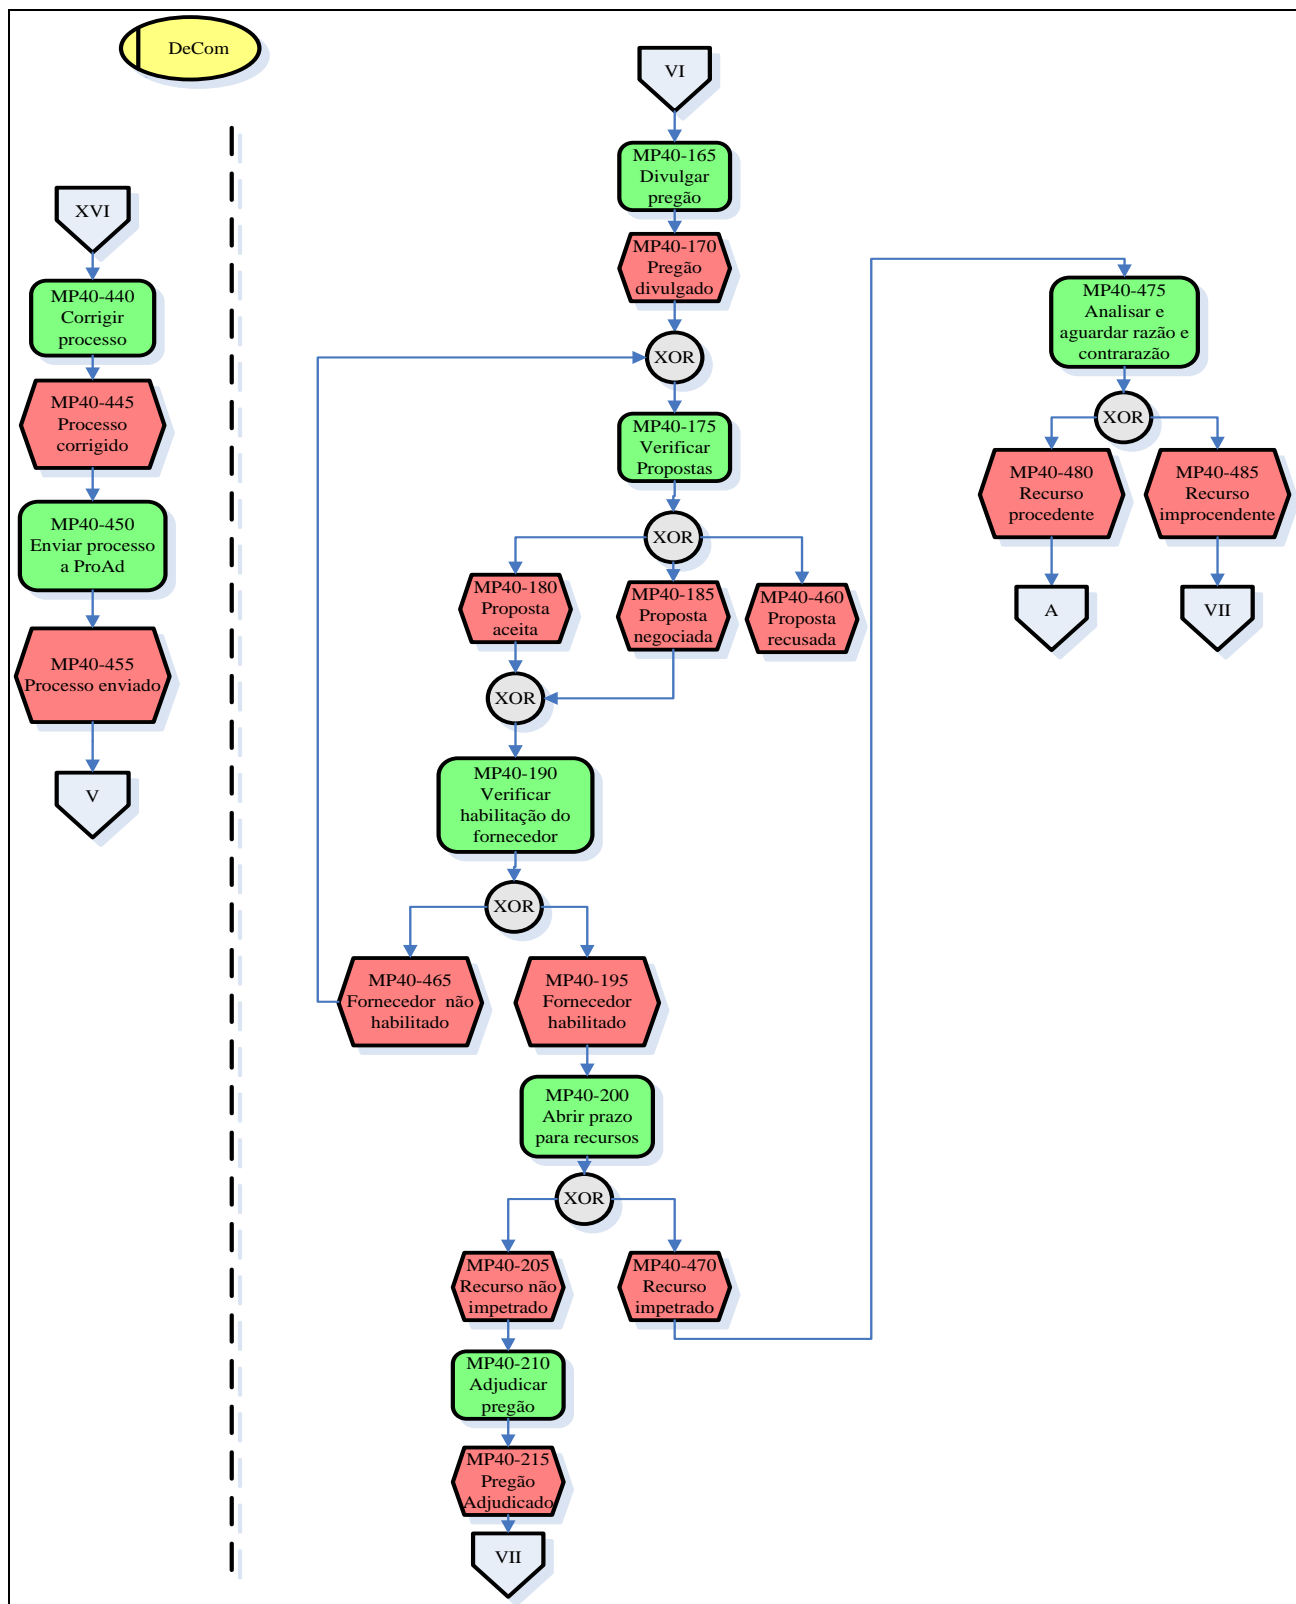 DeCom
XVI
MP40-440
Corrigir
processo
MP40-445
Processo
corrigido
MP40-450
Enviar processo
a ProAd
MP40-455
Processo enviado
V
VI
MP40-165
Divulgar
pregão
MP40-170
Pregão
divulgado
XOR
MP40-175
Verificar
Propostas
XOR
MP40-180
Proposta
aceita
MP40-185
Proposta
negociada
MP40-460
Proposta
recusada
XOR
MP40-190
Verificar
habilitação do
fornecedor
XOR
MP40-465
Fornecedor não
habilitado
MP40-195
Fornecedor
habilitado
MP40-200
Abrir prazo
para recursos
XOR
MP40-205
Recurso não
impetrado
MP40-470
Recurso
impetrado
MP40-210
Adjudicar
pregão
MP40-215
Pregão
Adjudicado
VII
MP40-475
Analisar e
aguardar razão e
contrarazão
XOR
MP40-480
Recurso
procedente
MP40-485
Recurso
improcendente
A
VII